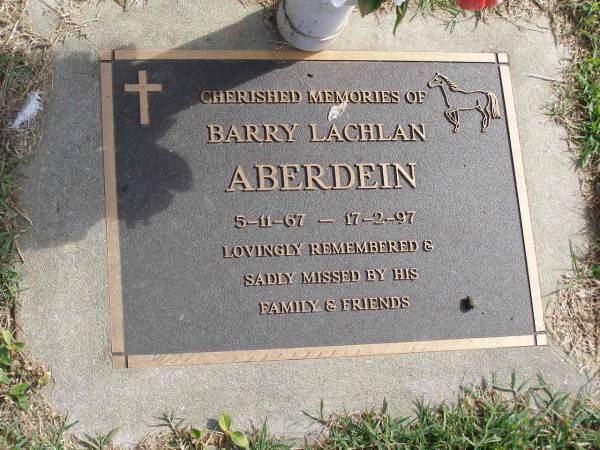 CHERISHED MEMORIES OF
BARRY LACHLAN
ABERDEIN
5-11-67 - 17-2-97
LOVINGLY REMEMBERED &
SADLY MISSED BY HIS
FAMILY & FRIENDS